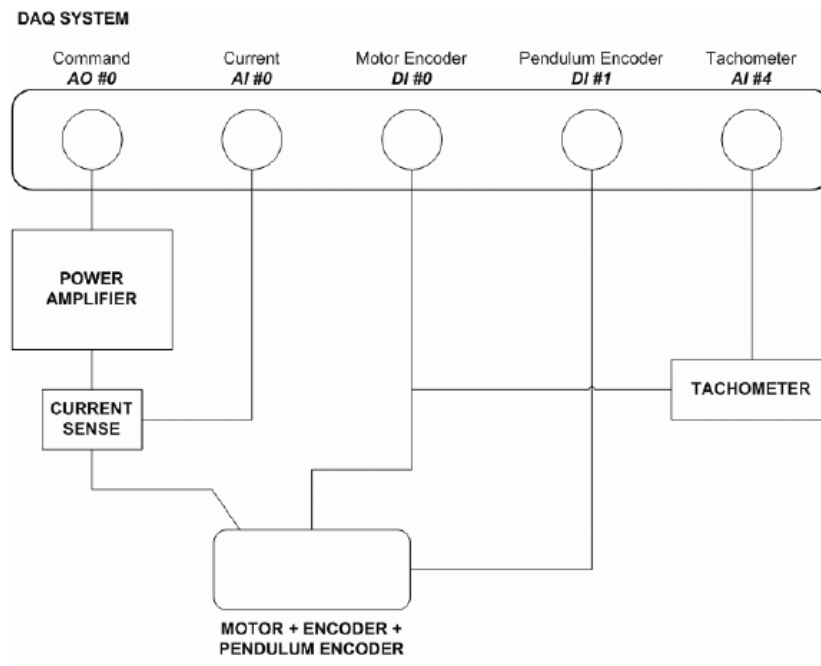 DAQ SYSTEM
Command
AO #0
Current
AI #0
Motor Encoder
DI #0
Pendulum Encoder
DI #1
Tachometer
AI #4
POWER
AMPLIFIER
CURRENT
SENSE
TACHOMETER
MOTOR + ENCODER +
PENDULUM ENCODER